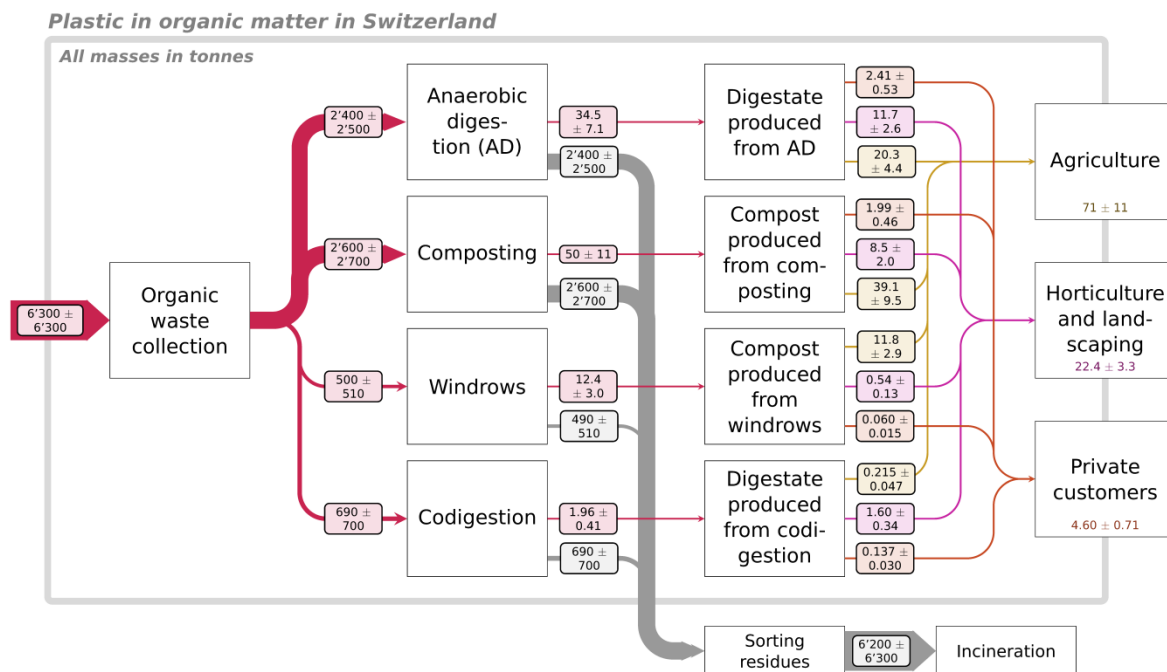 Plastic in organic matter in Switzerland
All masses in tonnes
6’300 ±
6’300
Organic
waste
collection
2’400 ±
2’500
2’600 ±
2’700
500 ±
510
690 ±
700
Anaerobic
diges-
tion (AD)
34.5
± 7.1
2’400 ±
2’500
Composting
50 ± 11
2’600 ±
2’700
Windrows
12.4
± 3.0
490 ±
510
Codigestion
1.96 ±
0.41
690 ±
700
Digestate
produced
from AD
2.41 ±
0.53
11.7
± 2.6
20.3
± 4.4
Compost
produced
from com-
posting
1.99 ±
0.46
8.5 ±
2.0
39.1
± 9.5
Compost
produced
from
windrows
11.8
± 2.9
0.54 ±
0.13
0.060 ±
0.015
Digestate
produced
from codi-
gestion
0.215 ±
0.047
1.60 ±
0.34
0.137 ±
0.030
Agriculture
71 ± 11
Horticulture
and land-
scaping
22.4 ± 3.3
Private
customers
4.60 ± 0.71
Sorting
residues
6’200 ±
6’300
Incineration